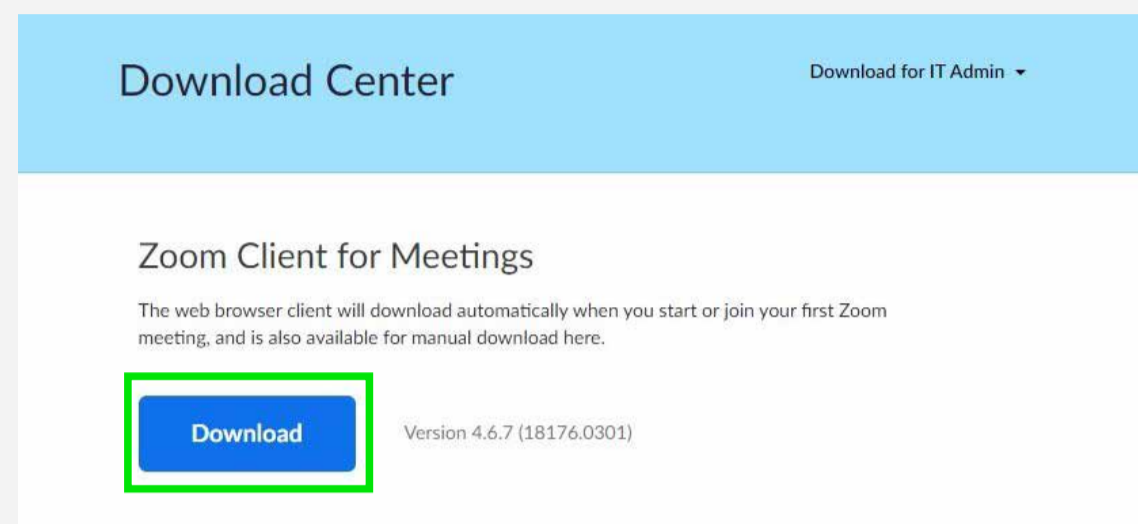 Download Center
Download for IT Admin
Zoom Client for Meetings
The web browser client will download automatically when you start or join your first Zoom
meeting, and is also available for manual download here.
Download
Version 4.6.7 (18176.0301)